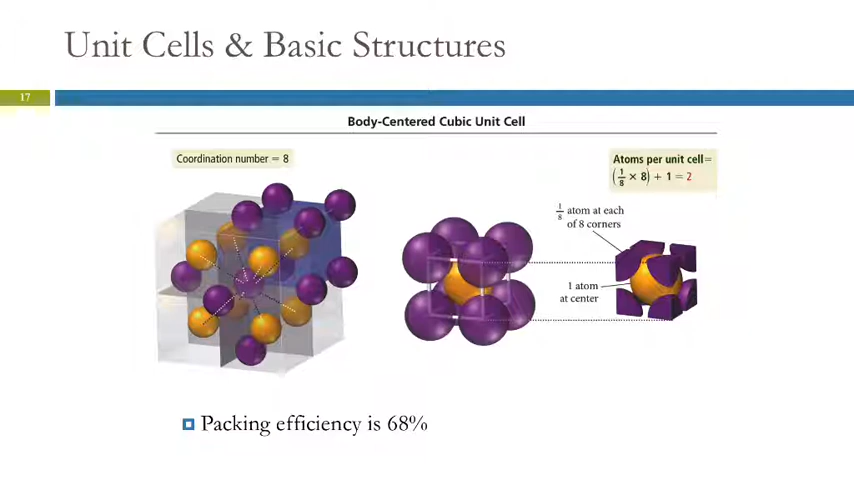 Unit Cells & Basic Structures
17
Body-Centered Cubic Unit Cell
Coordination number = 8
Atoms per unit cell=
(1/8 × 8) + 1 = 2
1/8 atom at each
of 8 corners
1 atom
at center
Packing efficiency is 68%